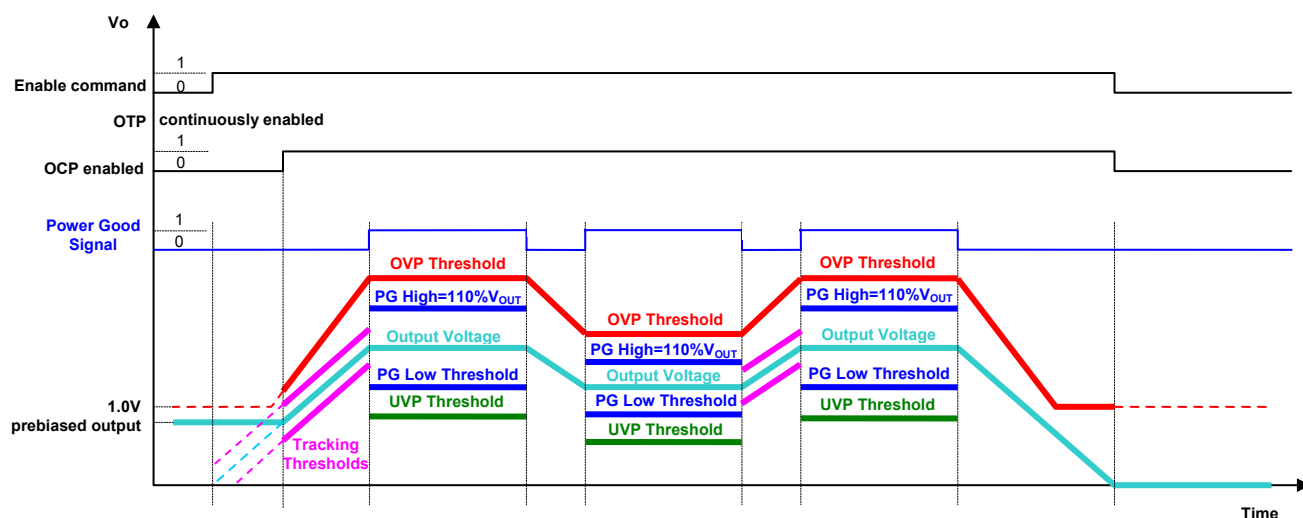 Vo
1
Enable command
0
OTP
continuously enabled
1
OCP enabled
0
Power Good
Signal
1
0
OVP Threshold
PG High=110%VOUT
Output Voltage
PG Low Threshold
UVP Threshold
OVP Threshold
PG High=110%VOUT
Output Voltage
PG Low Threshold
UVP Threshold
OVP Threshold
PG High=110%VOUT
Output Voltage
PG Low Threshold
UVP Threshold
1.0V
prebiased output
Tracking
Thresholds
Time